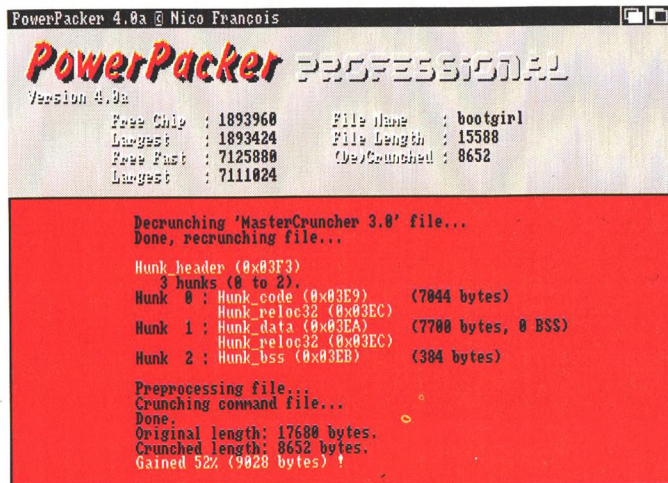 PowerPacker 4.0a © Nico François
PowerPacker PROFESSIONAL
Version 4.0a
Free Chip : 1893960 File Name : bootgirl
Largest : 1893424 File Length : 15588
Free Fast : 7125880 (De)Crunched : 8652
Largest : 7111024
Decrunching 'MasterCruncher 3.0' file...
Done, recrunching file...
Hunk_header (0x03F3)
3 hunks (0 to 2).
Hunk 0 : Hunk_code (0x03E9) (7044 bytes)
Hunk_reloc32 (0x03EC)
Hunk 1 : Hunk_data (0x03EA) (7700 bytes, 0 BSS)
Hunk_reloc32 (0x03EC)
Hunk 2 : Hunk_bss (0x03EB) (384 bytes)
Preprocessing file...
Crunching command file...
Done.
Original length: 17680 bytes.
Crunched length: 8652 bytes.
Gained 52% (9028 bytes) !